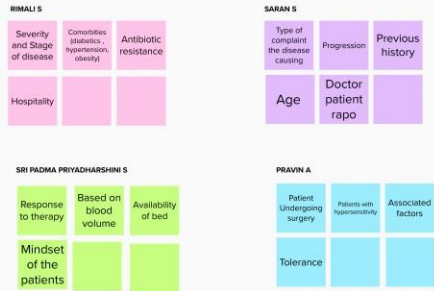 RIMALI S
Severity
and Stage
of disease
Comorbities
(diabetics ,
hypertension,
obesity)
Antibiotic
resistance
Hospitality
SARAN S
Type of
complaint
the disease
causing
Progression
Previous
history
Age
Doctor
patient
rapo
SRI PADMA PRIYADHARSHINI S
Response
to therapy
Based on
blood
volume
Availability
of bed
Mindset
of the
patients
PRAVIN A
Patient
Undergoing
surgery
Patients with
hypersensitivity
Associated
factors
Tolerance